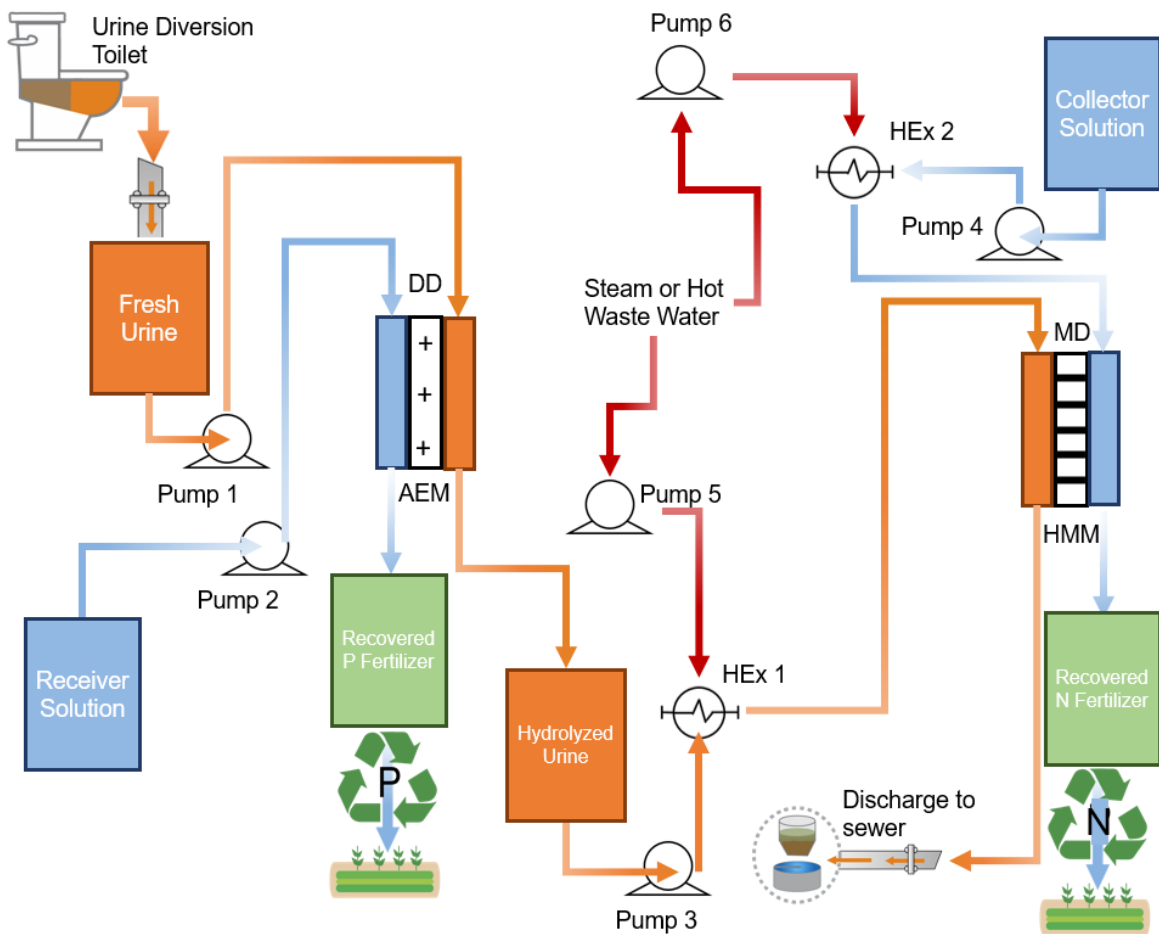 Urine Diversion
Toilet
Pump 6
Collector
Solution
HEx 2
Pump 4
DD
Steam or Hot
Waste Water
Fresh
Urine
MD
+
+
+
AEM
Pump 1
Pump 5
HMM
Pump 2
Recovered
P Fertilizer
Receiver
Solution
HEx 1
Recovered
N Fertilizer
Hydrolyzed
Urine
P
Discharge to
sewer
N
Pump 3